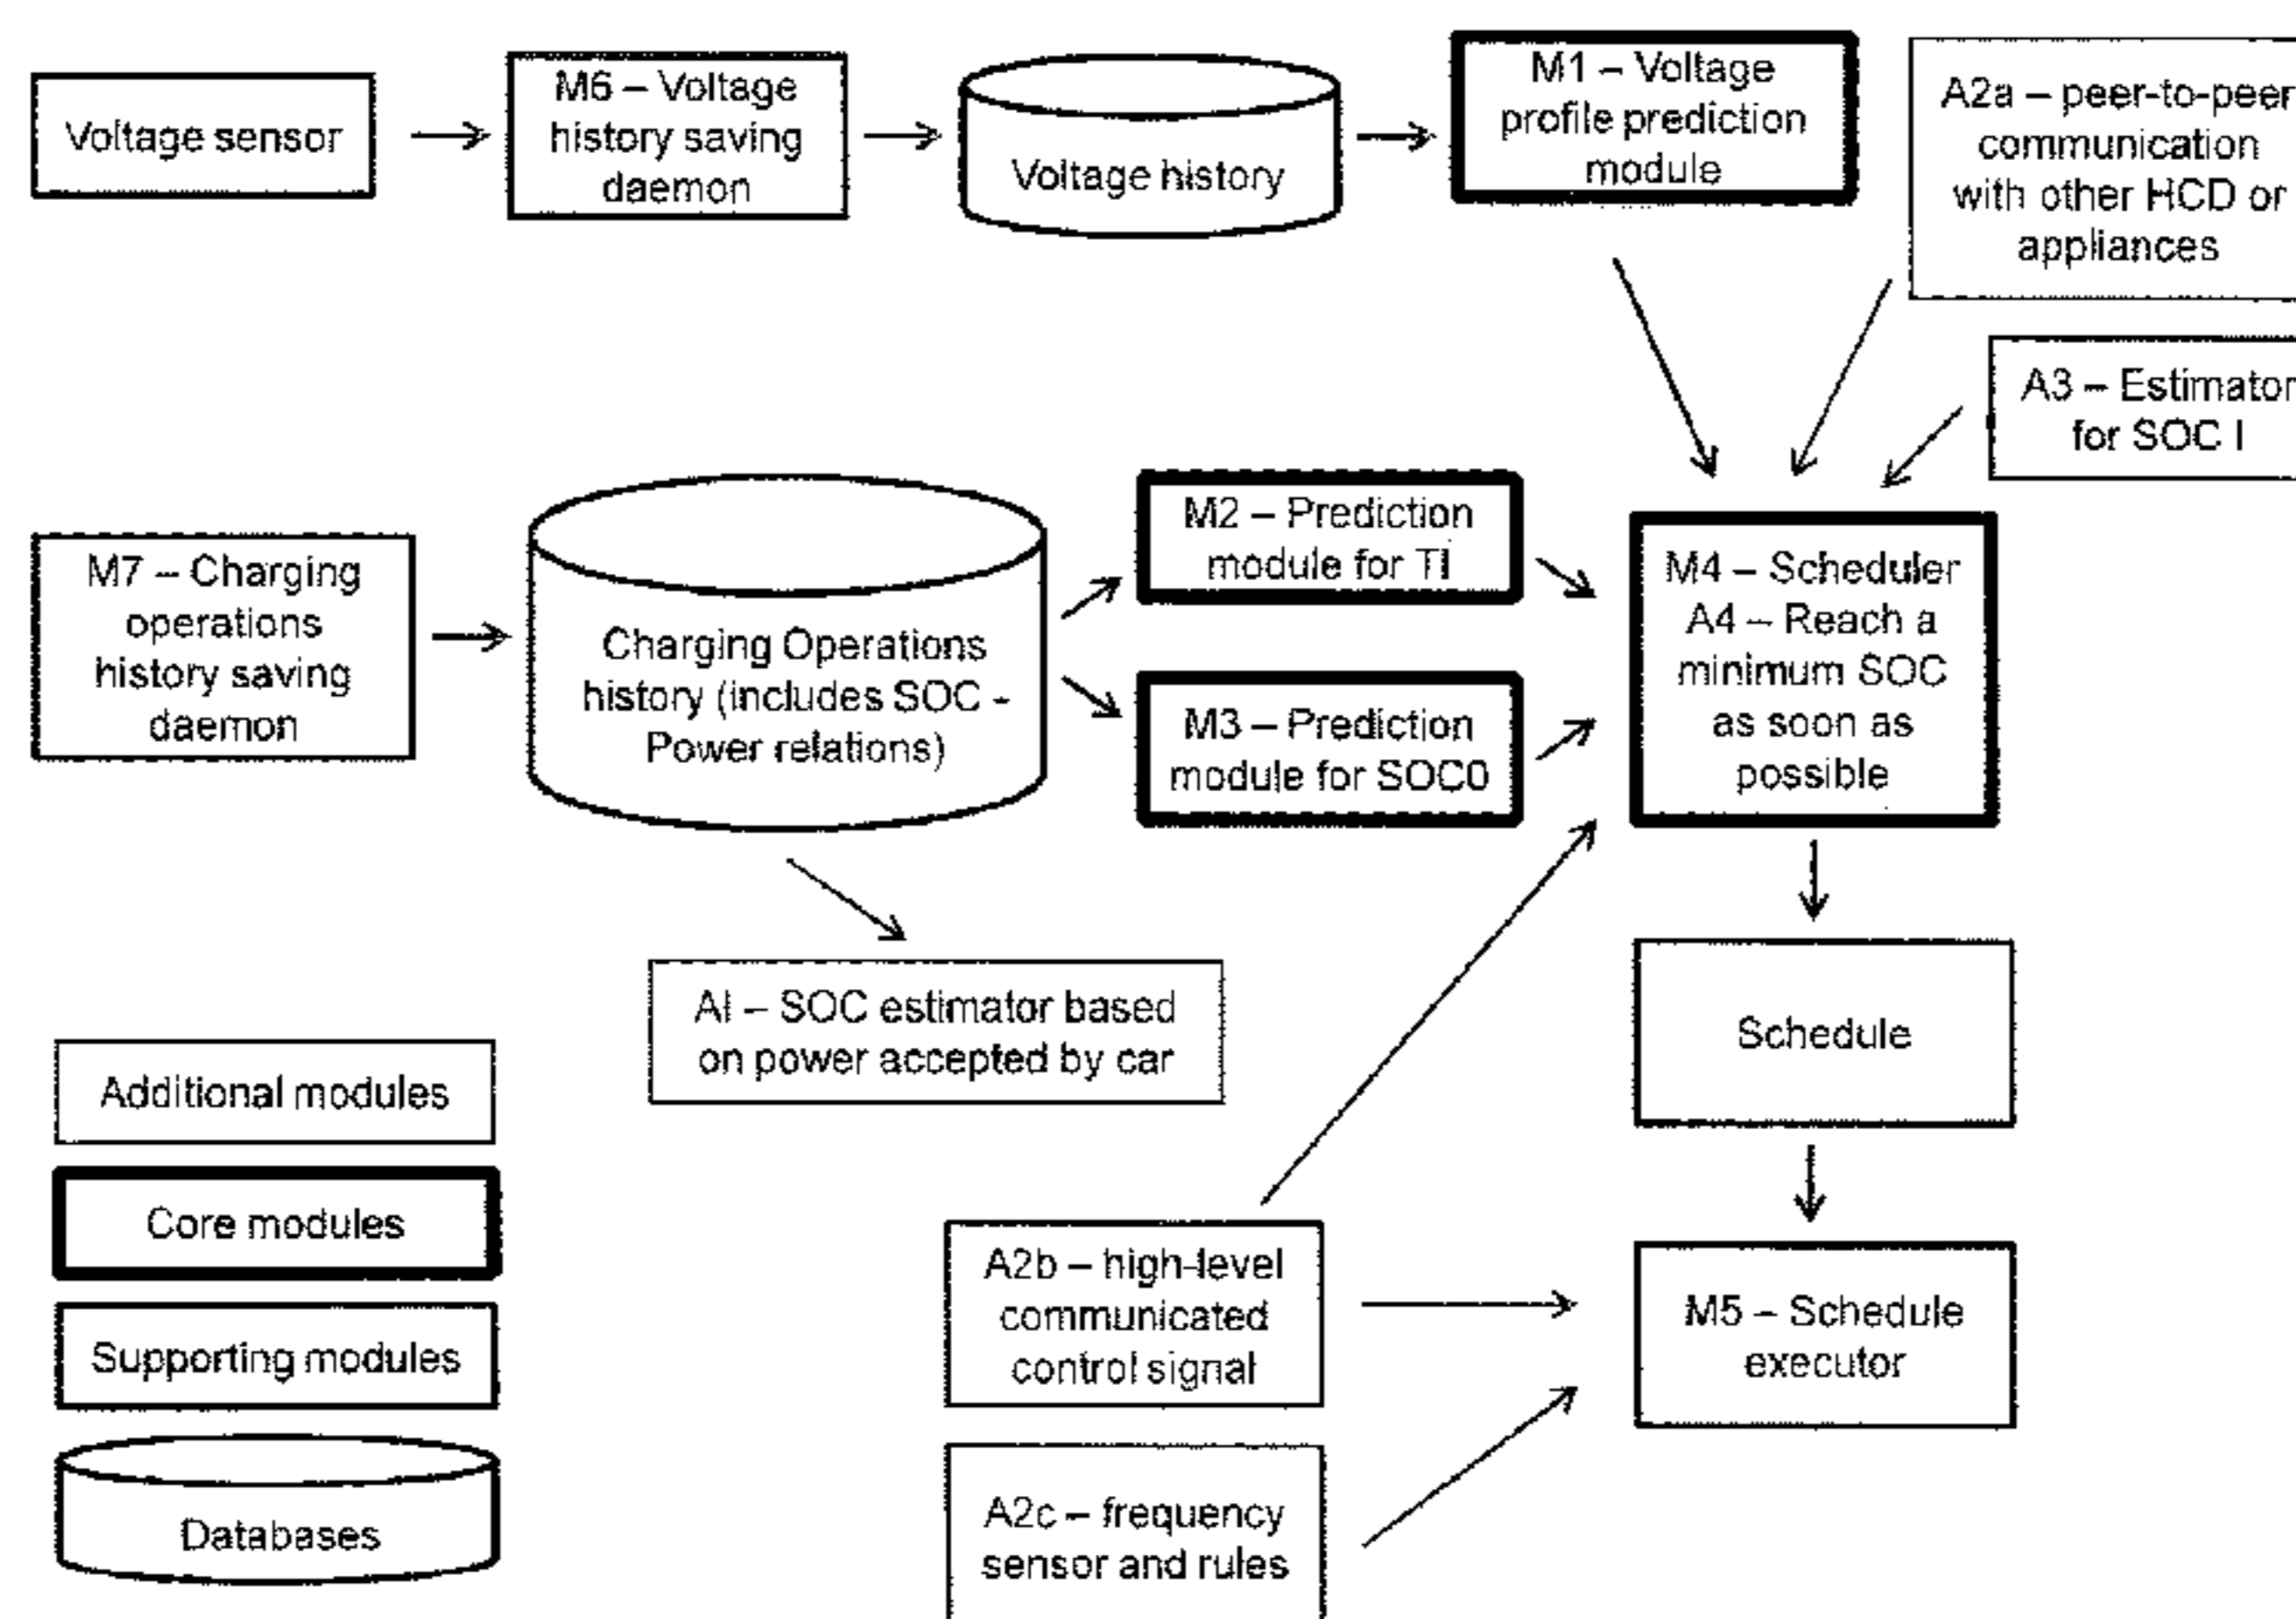 Voltage sensor
M6 – Voltage
history saving
daemon
Voltage history
M1 – Voltage
profile prediction
module
A2a – peer-to-peer
communication
with other HCD or
appliances
A3 – Estimator
for SOC I
M7 – Charging
operations
history saving
daemon
Charging Operations
history (includes SOC -
Power relations)
M2 – Prediction
module for TI
M3 – Prediction
module for SOC0
M4 – Scheduler
A4 – Reach a
minimum SOC
as soon as
possible
AI – SOC estimator based
on power accepted by car
Schedule
Additional modules
Core modules
Supporting modules
Databases
A2b – high-level
communicated
control signal
M5 – Schedule
executor
A2c – frequency
sensor and rules